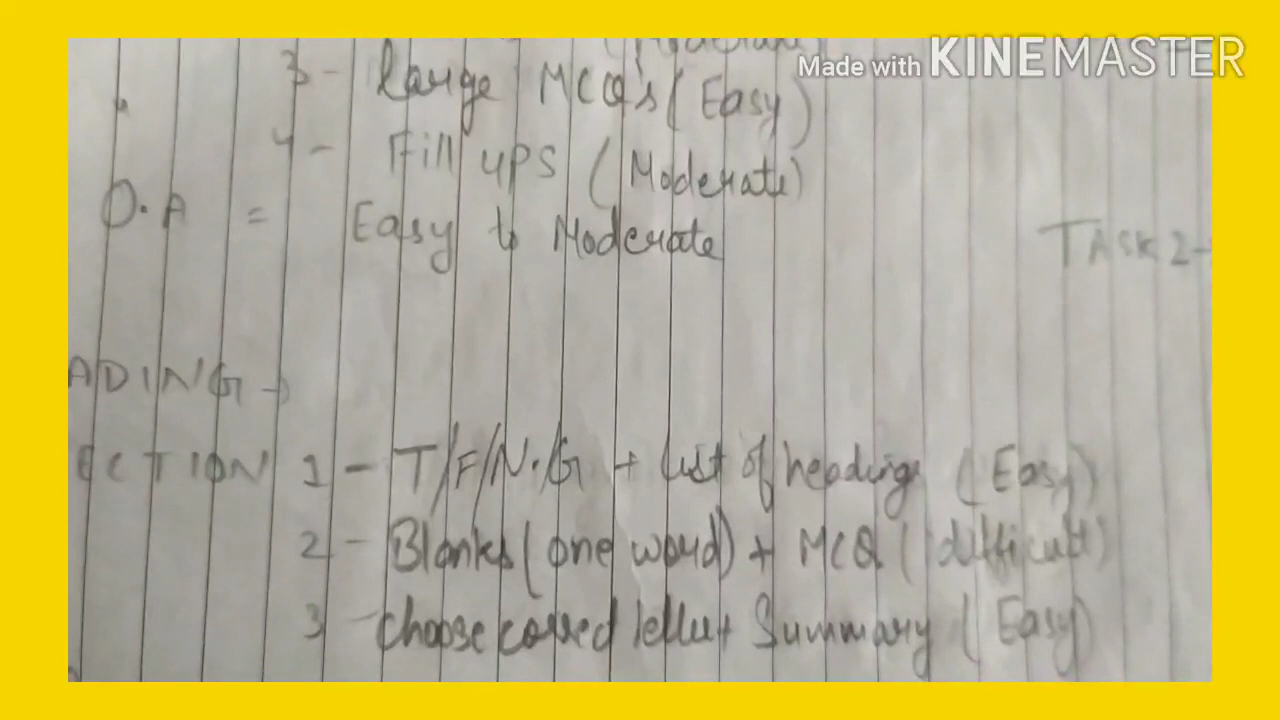 (Moderate)
Made with KINEMASTER
3 - large MCQ's (Easy)
4 - Fill ups (Moderate)
O.A = Easy to Moderate
TASK 2 -
ADING →
ECTION 1 - T/F/N.G + List of headings (Easy)
2 - Blanks (one word) + MCQ (difficult)
3 - Choose correct letter + Summary (Easy)